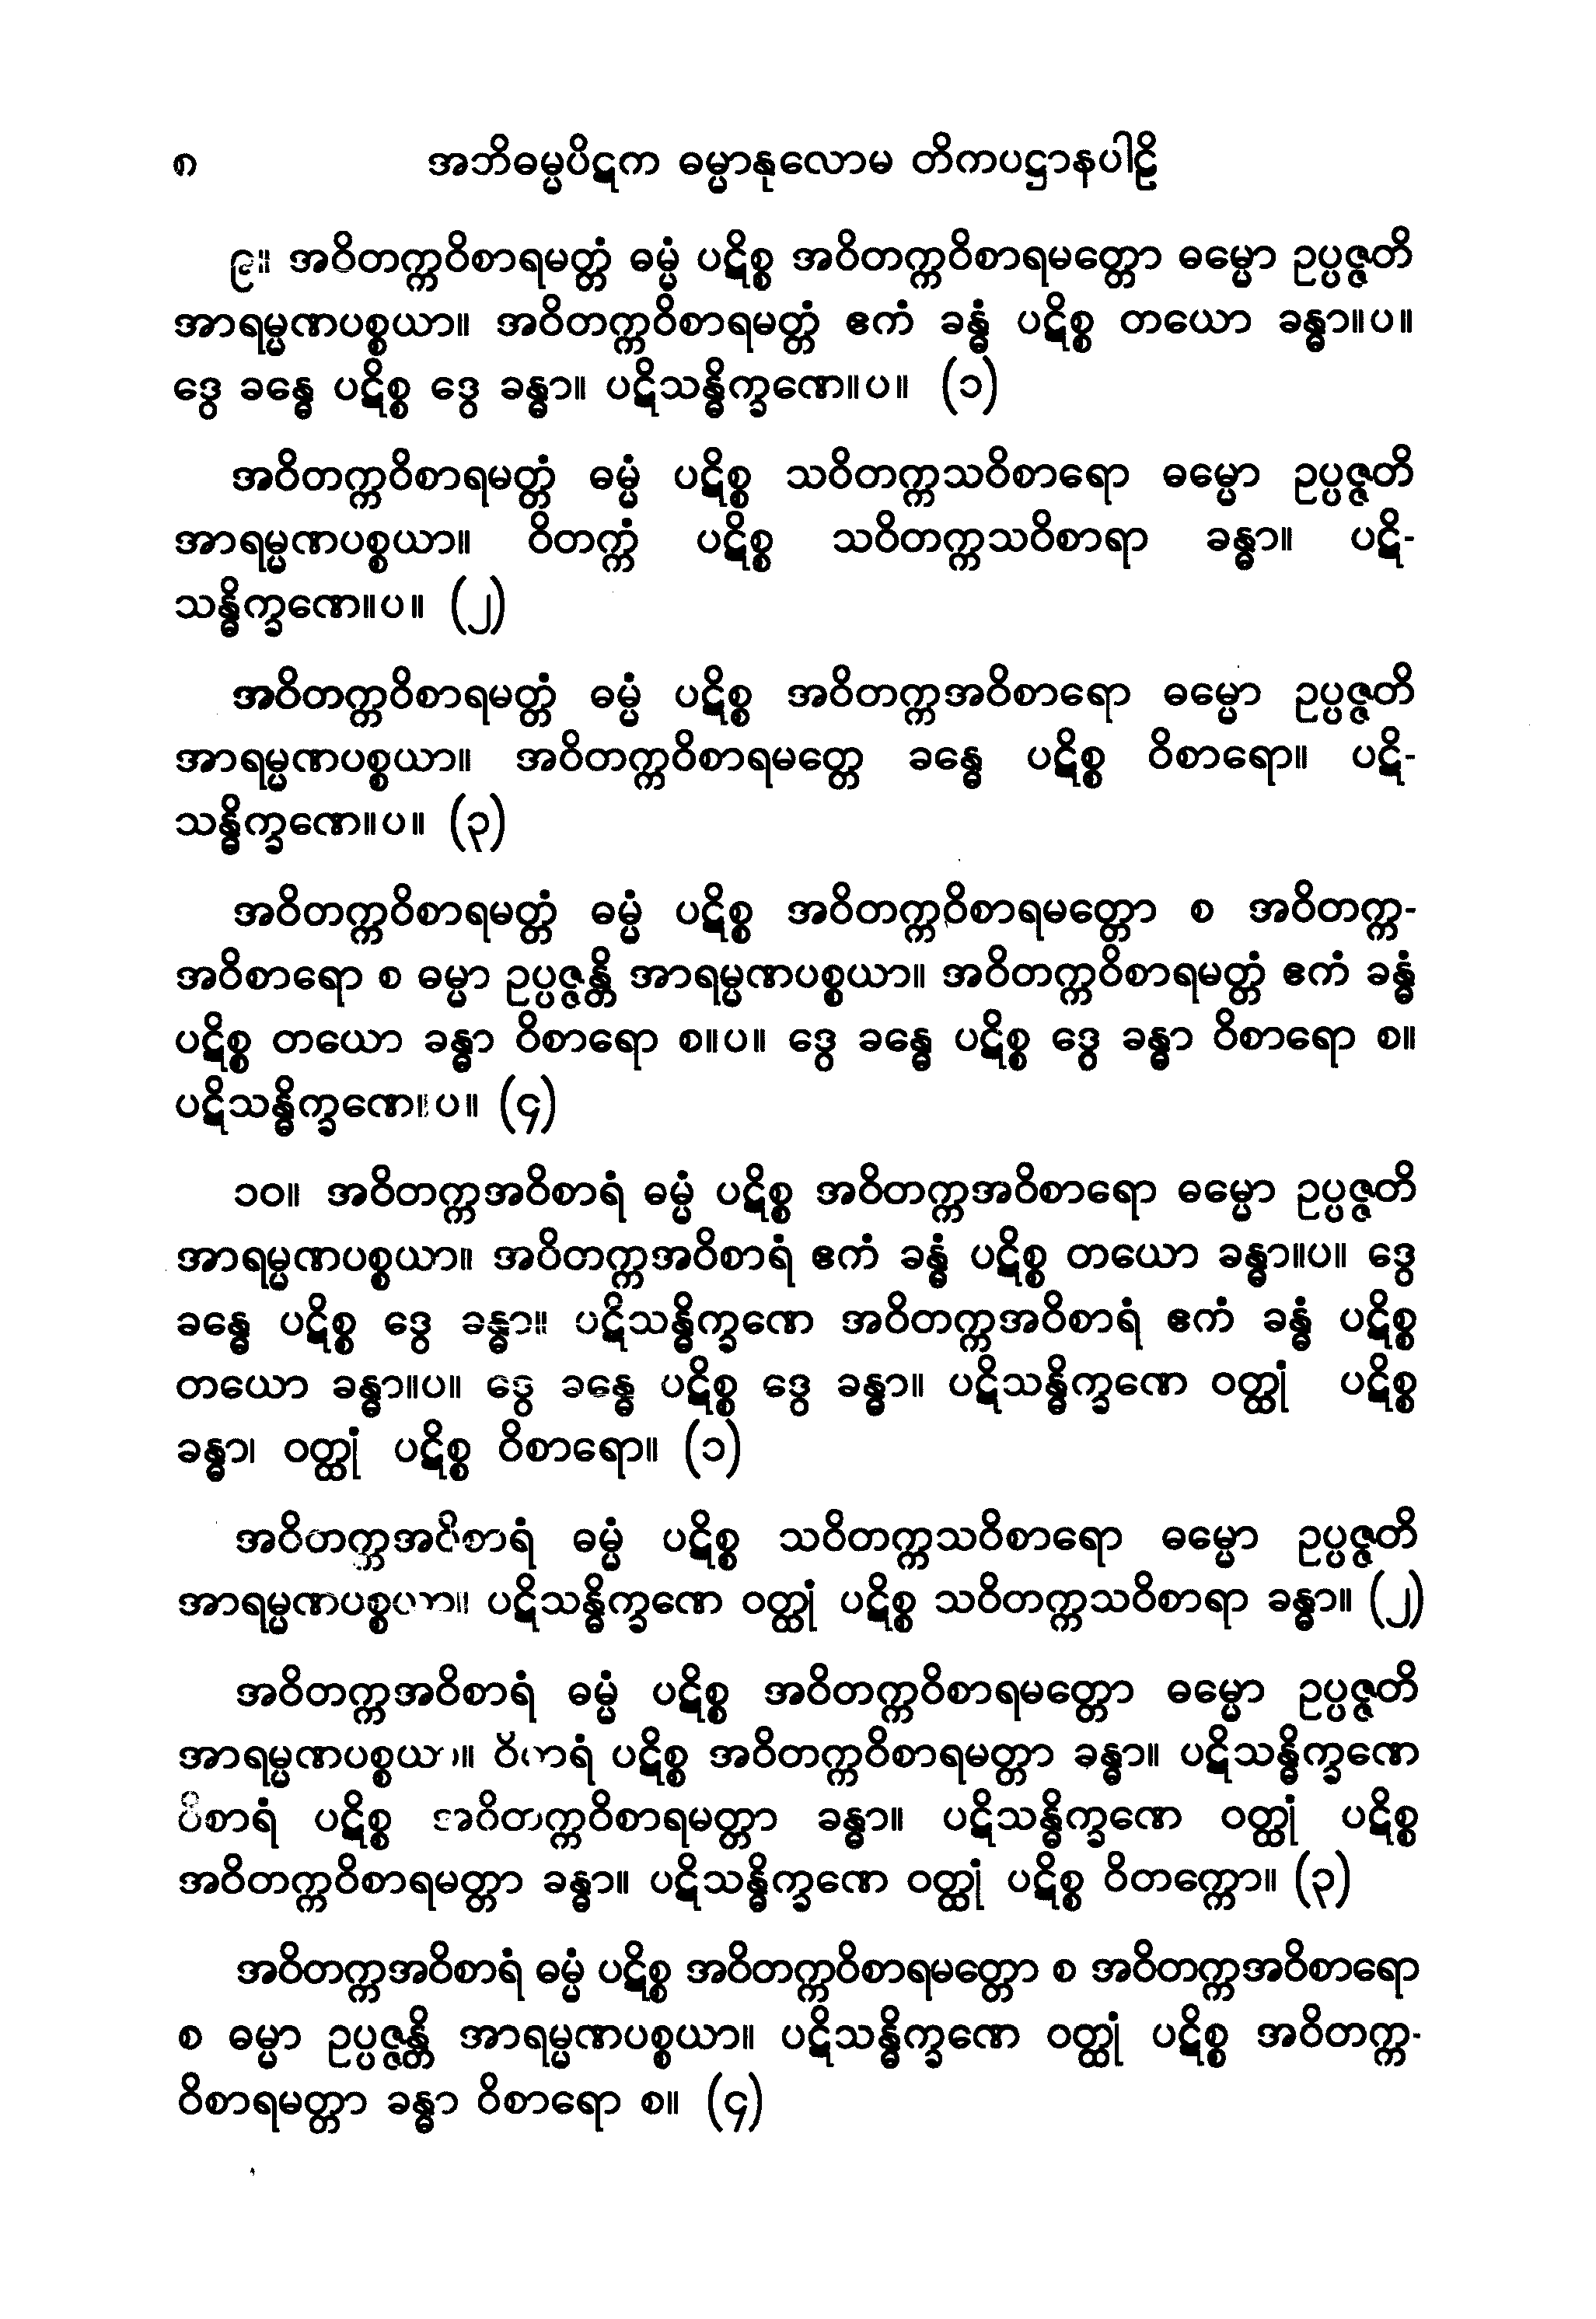 ၈ အဘိဓမ္မပိဋက ဓမ္မာနုလောမ တိကပဋ္ဌာနပါဠိ
၉။ အဝိတက္ကဝိစာရမတ္တံ ဓမ္မံ ပဋိစ္စ အဝိတက္ကဝိစာရမတ္တော ဓမ္မော ဥပ္ပဇ္ဇတိ
အာရမ္မဏပစ္စယာ။ အဝိတက္ကဝိစာရမတ္တံ ဧကံ ခန္ဓံ ပဋိစ္စ တယော ခန္ဓာ။ပ။
ဒွေ ခန္ဓေ ပဋိစ္စ ဒွေ ခန္ဓာ။ ပဋိသန္ဓိက္ခဏေ။ပ။ (၁)
အဝိတက္ကဝိစာရမတ္တံ ဓမ္မံ ပဋိစ္စ သဝိတက္ကသဝိစာရော ဓမ္မော ဥပ္ပဇ္ဇတိ
အာရမ္မဏပစ္စယာ။ ဝိတက္ကံ ပဋိစ္စ သဝိတက္ကသဝိစာရာ ခန္ဓာ။ ပဋိ-
သန္ဓိက္ခဏေ။ပ။ (၂)
အဝိတက္ကဝိစာရမတ္တံ ဓမ္မံ ပဋိစ္စ အဝိတက္ကအဝိစာရော ဓမ္မော ဥပ္ပဇ္ဇတိ
အာရမ္မဏပစ္စယာ။ အဝိတက္ကဝိစာရမတ္တေ ခန္ဓေ ပဋိစ္စ ဝိစာရော။ ပဋိ-
သန္ဓိက္ခဏေ။ပ။ (၃)
အဝိတက္ကဝိစာရမတ္တံ ဓမ္မံ ပဋိစ္စ အဝိတက္ကဝိစာရမတ္တော စ အဝိတက္က-
အဝိစာရော စ ဓမ္မာ ဥပ္ပဇ္ဇန္တိ အာရမ္မဏပစ္စယာ။ အဝိတက္ကဝိစာရမတ္တံ ဧကံ ခန္ဓံ
ပဋိစ္စ တယော ခန္ဓာ ဝိစာရော စ။ပ။ ဒွေ ခန္ဓေ ပဋိစ္စ ဒွေ ခန္ဓာ ဝိစာရော စ။
ပဋိသန္ဓိက္ခဏေ။ပ။ (၄)
၁၀။ အဝိတက္ကအဝိစာရံ ဓမ္မံ ပဋိစ္စ အဝိတက္ကအဝိစာရော ဓမ္မော ဥပ္ပဇ္ဇတိ
အာရမ္မဏပစ္စယာ။ အဝိတက္ကအဝိစာရံ ဧကံ ခန္ဓံ ပဋိစ္စ တယော ခန္ဓာ။ပ။ ဒွေ
ခန္ဓေ ပဋိစ္စ ဒွေ ခန္ဓာ။ ပဋိသန္ဓိက္ခဏေ အဝိတက္ကအဝိစာရံ ဧကံ ခန္ဓံ ပဋိစ္စ
တယော ခန္ဓာ။ပ။ ဒွေ ခန္ဓေ ပဋိစ္စ ဒွေ ခန္ဓာ။ ပဋိသန္ဓိက္ခဏေ ဝတ္ထုံ ပဋိစ္စ
ခန္ဓာ၊ ဝတ္ထုံ ပဋိစ္စ ဝိစာရော။ (၁)
အဝိတက္ကအဝိစာရံ ဓမ္မံ ပဋိစ္စ သဝိတက္ကသဝိစာရော ဓမ္မော ဥပ္ပဇ္ဇတိ
အာရမ္မဏပစ္စယာ။ ပဋိသန္ဓိက္ခဏေ ဝတ္ထုံ ပဋိစ္စ သဝိတက္ကသဝိစာရာ ခန္ဓာ။ (၂)
အဝိတက္ကအဝိစာရံ ဓမ္မံ ပဋိစ္စ အဝိတက္ကဝိစာရမတ္တော ဓမ္မော ဥပ္ပဇ္ဇတိ
အာရမ္မဏပစ္စယာ။ ဝိစာရံ ပဋိစ္စ အဝိတက္ကဝိစာရမတ္တာ ခန္ဓာ။ ပဋိသန္ဓိက္ခဏေ
ဝိစာရံ ပဋိစ္စ အဝိတက္ကဝိစာရမတ္တာ ခန္ဓာ။ ပဋိသန္ဓိက္ခဏေ ဝတ္ထုံ ပဋိစ္စ
အဝိတက္ကဝိစာရမတ္တာ ခန္ဓာ။ ပဋိသန္ဓိက္ခဏေ ဝတ္ထုံ ပဋိစ္စ ဝိတက္ကော။ (၃)
အဝိတက္ကအဝိစာရံ ဓမ္မံ ပဋိစ္စ အဝိတက္ကဝိစာရမတ္တော စ အဝိတက္ကအဝိစာရော
စ ဓမ္မာ ဥပ္ပဇ္ဇန္တိ အာရမ္မဏပစ္စယာ။ ပဋိသန္ဓိက္ခဏေ ဝတ္ထုံ ပဋိစ္စ အဝိတက္က-
ဝိစာရမတ္တာ ခန္ဓာ ဝိစာရော စ။ (၄)